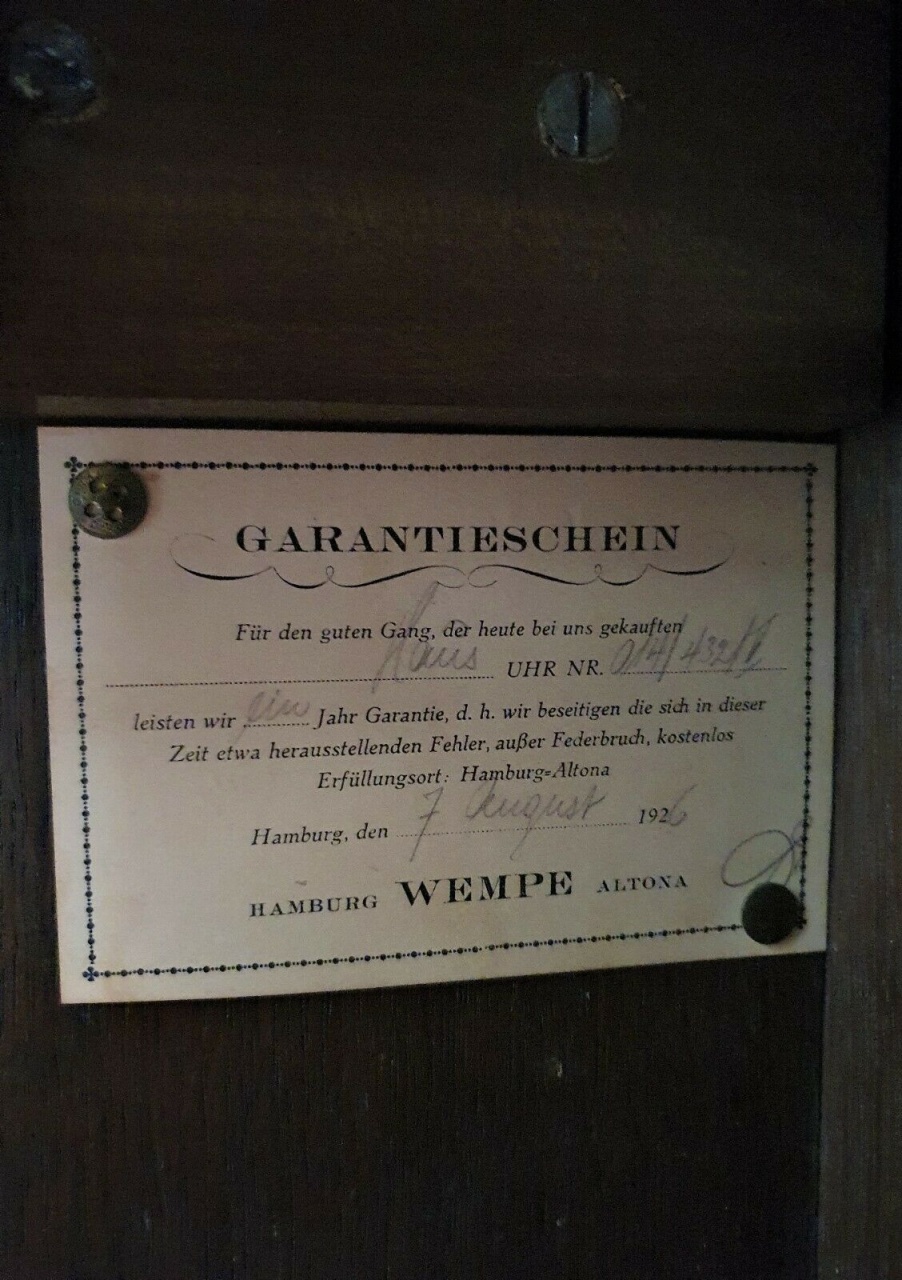 GARANTIESCHEIN
Für den guten Gang, der heute bei uns gekauften
Haus UHR NR.
leisten wir ein Jahr Garantie, d. h. wir beseitigen die sich in dieser
Zeit etwa herausstellenden Fehler, außer Federbruch, kostenlos
Erfüllungsort: Hamburg=Altona
Hamburg, den 7 August 1926
HAMBURG WEMPE ALTONA